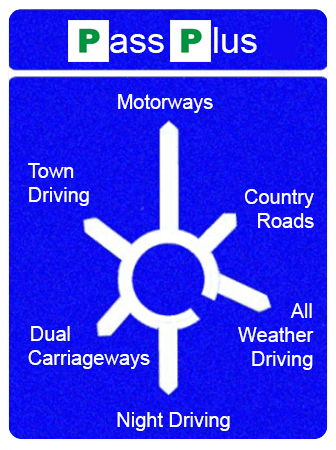 Pass Plus
Motorways
Town
Driving
Country
Roads
All
Weather
Driving
Dual
Carriageways
Night Driving